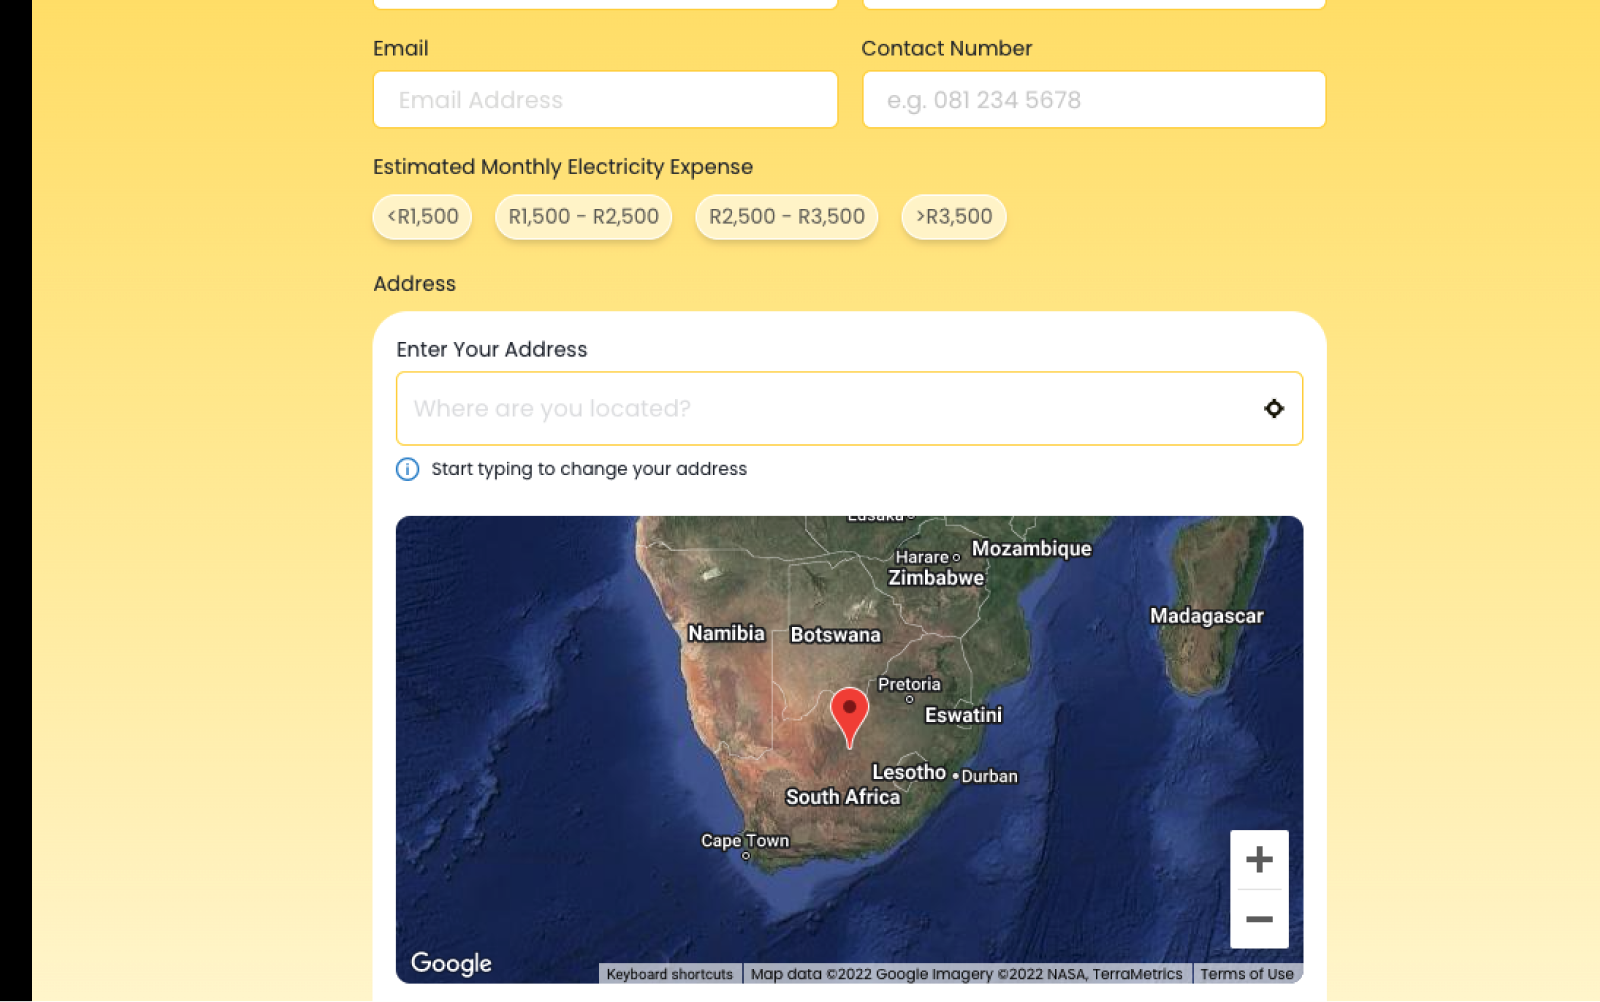 Email Contact Number
Email Address e.g. 081 234 5678
Estimated Monthly Electricity Expense
<R1,500 R1,500 - R2,500 R2,500 - R3,500 >R3,500
Address
Enter Your Address
Where are you located?
Start typing to change your address
Lusaka
Harare Mozambique
Zimbabwe
Madagascar
Namibia Botswana
Pretoria
Eswatini
Lesotho Durban
South Africa
Cape Town
Google
Keyboard shortcuts Map data ©2022 Google Imagery ©2022 NASA, TerraMetrics Terms of Use